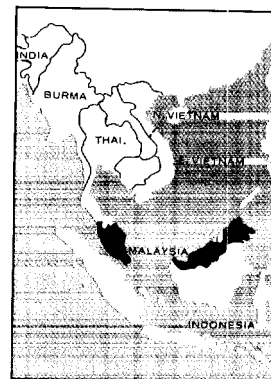 INDIA
BURMA
N. VIETNAM
THAI.
S. VIETNAM
MALAYSIA
INDONESIA